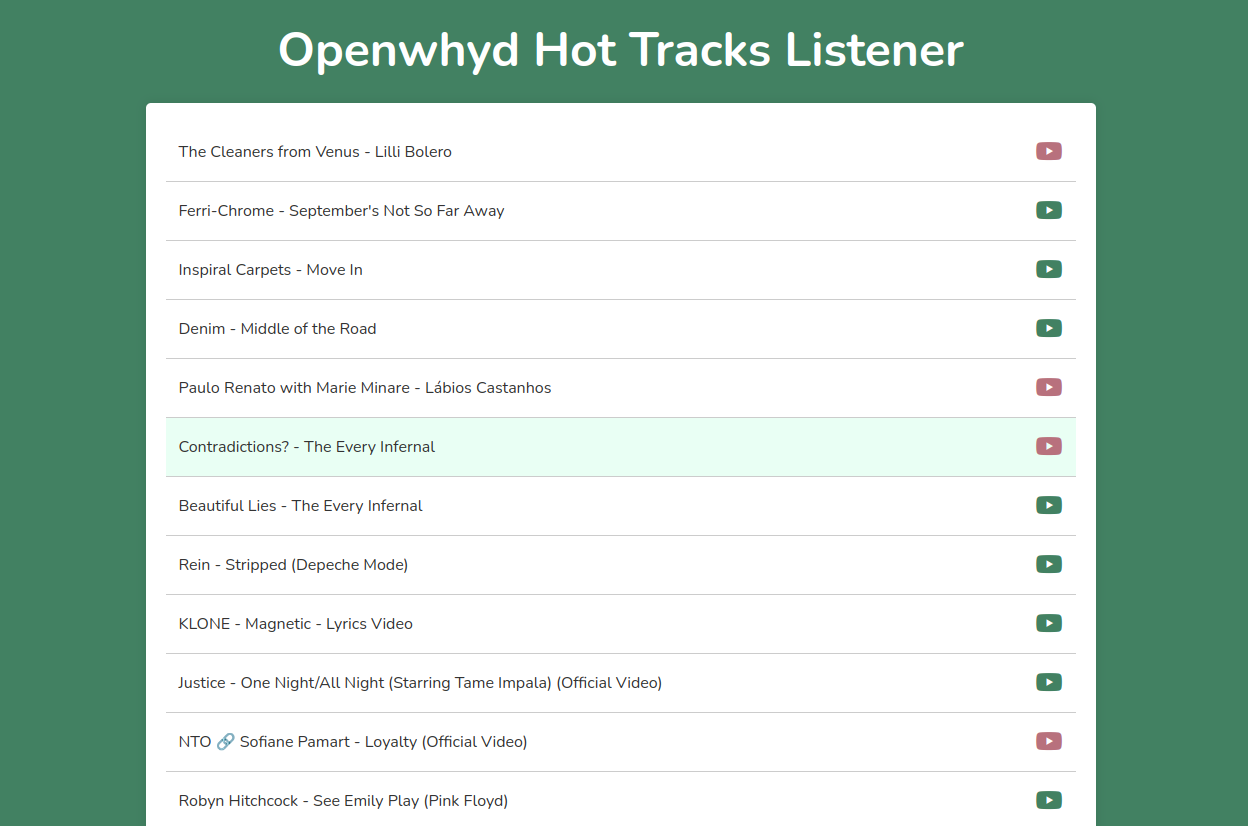 Openwhyd Hot Tracks Listener
The Cleaners from Venus - Lilli Bolero
Ferri-Chrome - September's Not So Far Away
Inspiral Carpets - Move In
Denim - Middle of the Road
Paulo Renato with Marie Minare - Lábios Castanhos
Contradictions? - The Every Infernal
Beautiful Lies - The Every Infernal
Rein - Stripped (Depeche Mode)
KLONE - Magnetic - Lyrics Video
Justice - One Night/All Night (Starring Tame Impala) (Official Video)
NTO 🔗 Sofiane Pamart - Loyalty (Official Video)
Robyn Hitchcock - See Emily Play (Pink Floyd)